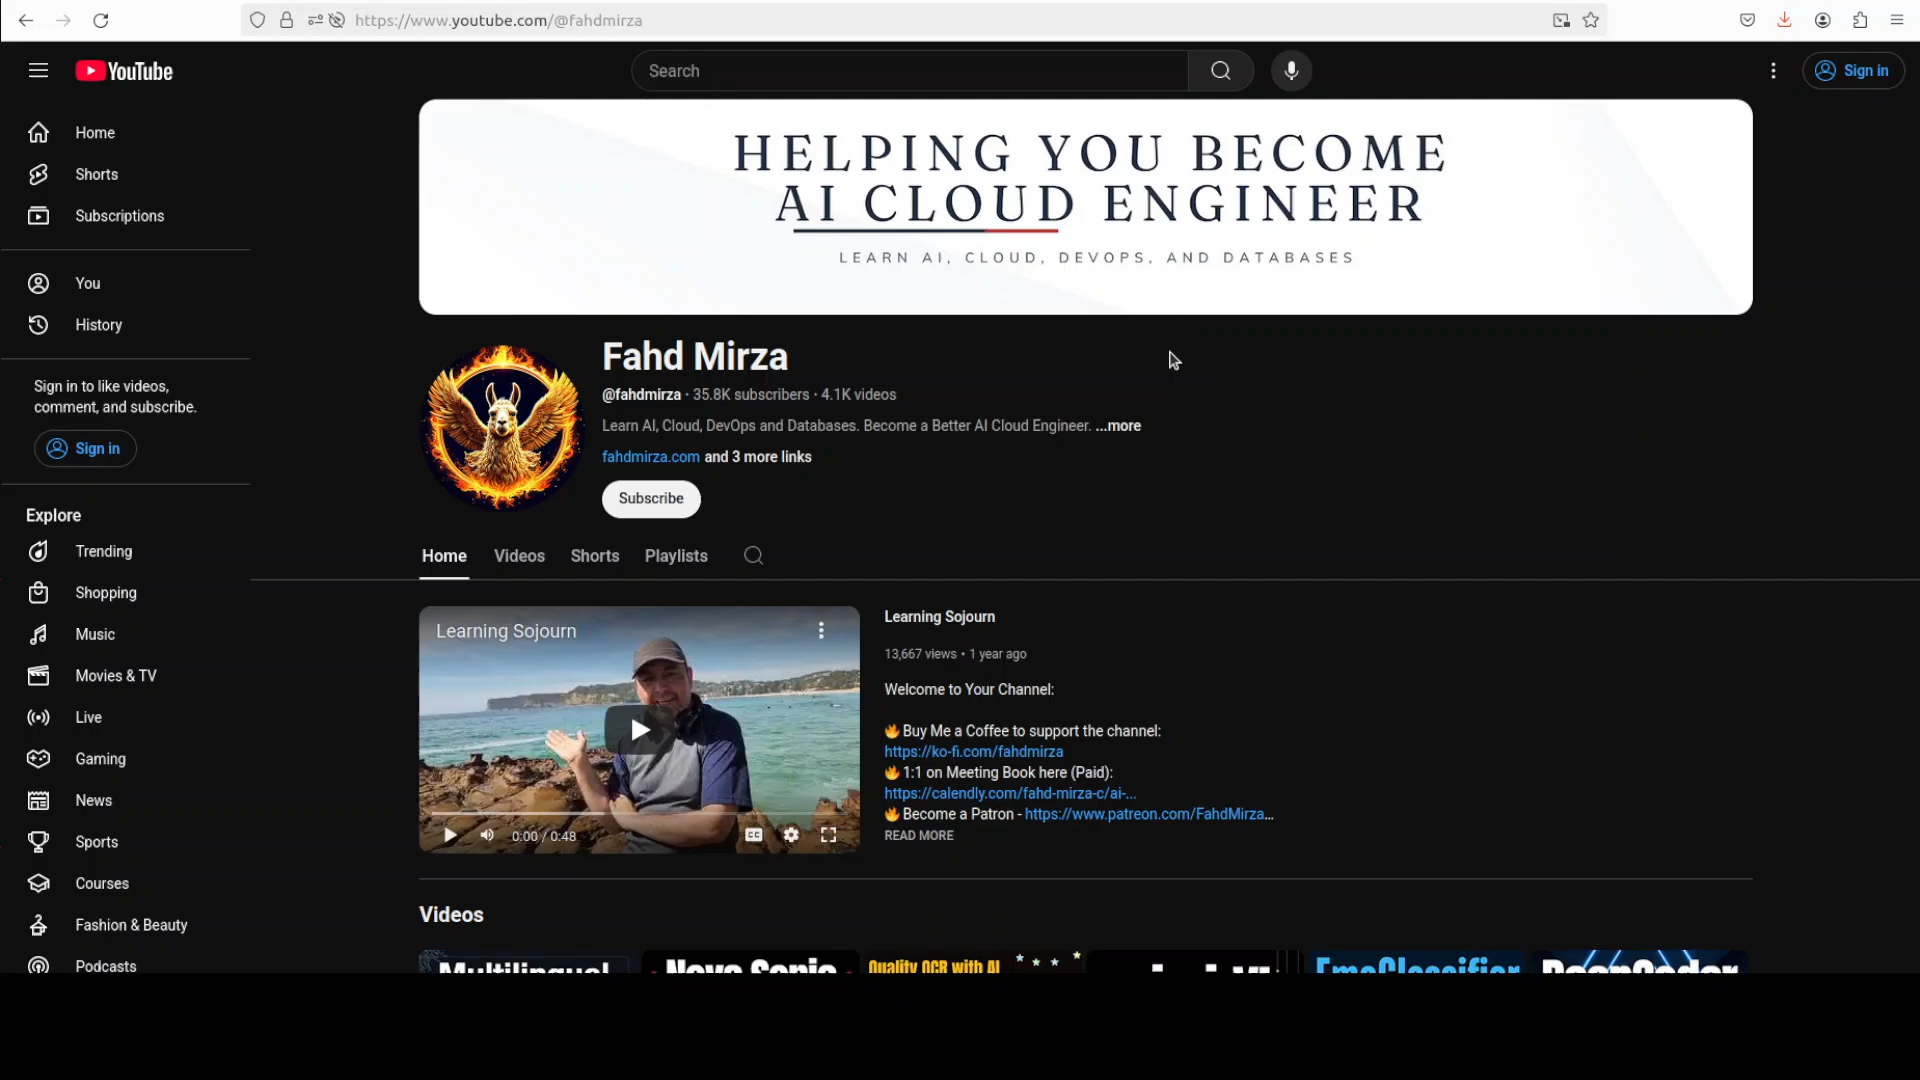 https://www.youtube.com/@fahdmirza
YouTube
Search
Sign in
Home
Shorts
Subscriptions
You
History
Sign in to like videos,
comment, and subscribe.
Sign in
Explore
Trending
Shopping
Music
Movies & TV
Live
Gaming
News
Sports
Courses
Fashion & Beauty
Podcasts
HELPING YOU BECOME
AI CLOUD ENGINEER
LEARN AI, CLOUD, DEVOPS, AND DATABASES
Fahd Mirza
@fahdmirza • 35.8K subscribers • 4.1K videos
Learn AI, Cloud, DevOps and Databases. Become a Better AI Cloud Engineer. ...more
fahdmirza.com and 3 more links
Subscribe
Home Videos Shorts Playlists
Learning Sojourn
0:00 / 0:48
CC
Learning Sojourn
13,667 views • 1 year ago
Welcome to Your Channel:
🔥Buy Me a Coffee to support the channel:
https://ko-fi.com/fahdmirza
🔥1:1 on Meeting Book here (Paid):
https://calendly.com/fahd-mirza-c/ai-...
🔥Become a Patron - https://www.patreon.com/FahdMirza...
READ MORE
Videos
Multilingual
Nova Sonic
Quality OCR with AI
EmoClassifier
DeepCoder